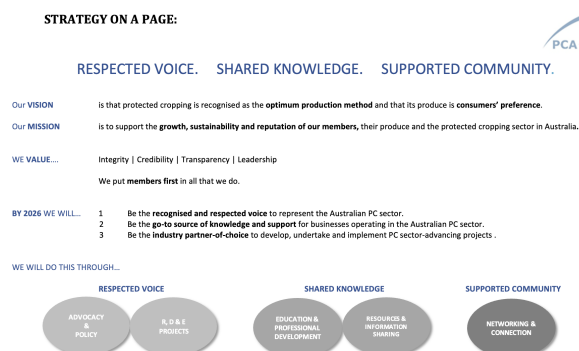 STRATEGY ON A PAGE:
PCA
RESPECTED VOICE. SHARED KNOWLEDGE. SUPPORTED COMMUNITY.
Our VISION is that protected cropping is recognised as the optimum production method and that its produce is consumers' preference.
Our MISSION is to support the growth, sustainability and reputation of our members, their produce and the protected cropping sector in Australia.
WE VALUE.... Integrity | Credibility | Transparency | Leadership
We put members first in all that we do.
BY 2026 WE WILL... 1 Be the recognised and respected voice to represent the Australian PC sector.
2 Be the go-to source of knowledge and support for businesses operating in the Australian PC sector.
3 Be the industry partner-of-choice to develop, undertake and implement PC sector-advancing projects .
WE WILL DO THIS THROUGH...
RESPECTED VOICE SHARED KNOWLEDGE SUPPORTED COMMUNITY
ADVOCACY
&
POLICY
R, D & E
PROJECTS
EDUCATION &
PROFESSIONAL
DEVELOPMENT
RESOURCES &
INFORMATION
SHARING
NETWORKING &
CONNECTION